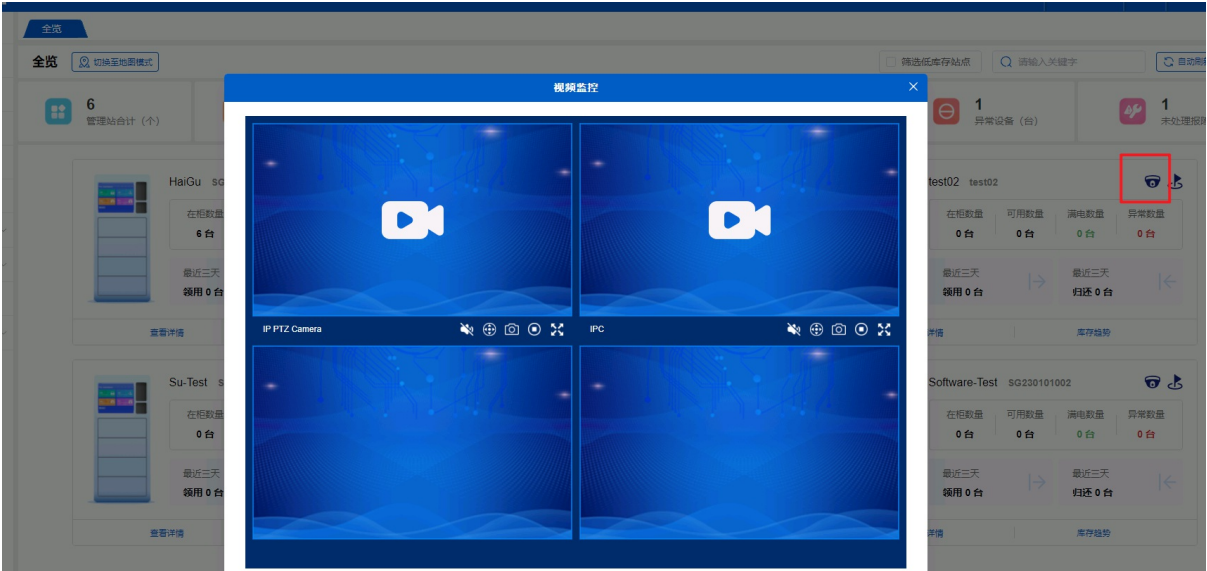 全览
全览 切换至地图模式 筛选低库存站点 请输入关键字 自动刷新
视频监控
6
管理站合计（个）
1
异常设备（台）
1
未处理报障
HaiGu SG
在柜数量
6 台
最近三天
领用 0 台
查看详情
test02 test02
在柜数量 可用数量 满电数量 异常数量
0 台 0 台 0 台 0 台
最近三天 最近三天
领用 0 台 归还 0 台
详情 库存趋势
IP PTZ Camera
IPC
Su-Test S
在柜数量
0 台
最近三天
领用 0 台
查看详情
Software-Test SG230101002
在柜数量 可用数量 满电数量 异常数量
0 台 0 台 0 台 0 台
最近三天 最近三天
领用 0 台 归还 0 台
详情 库存趋势